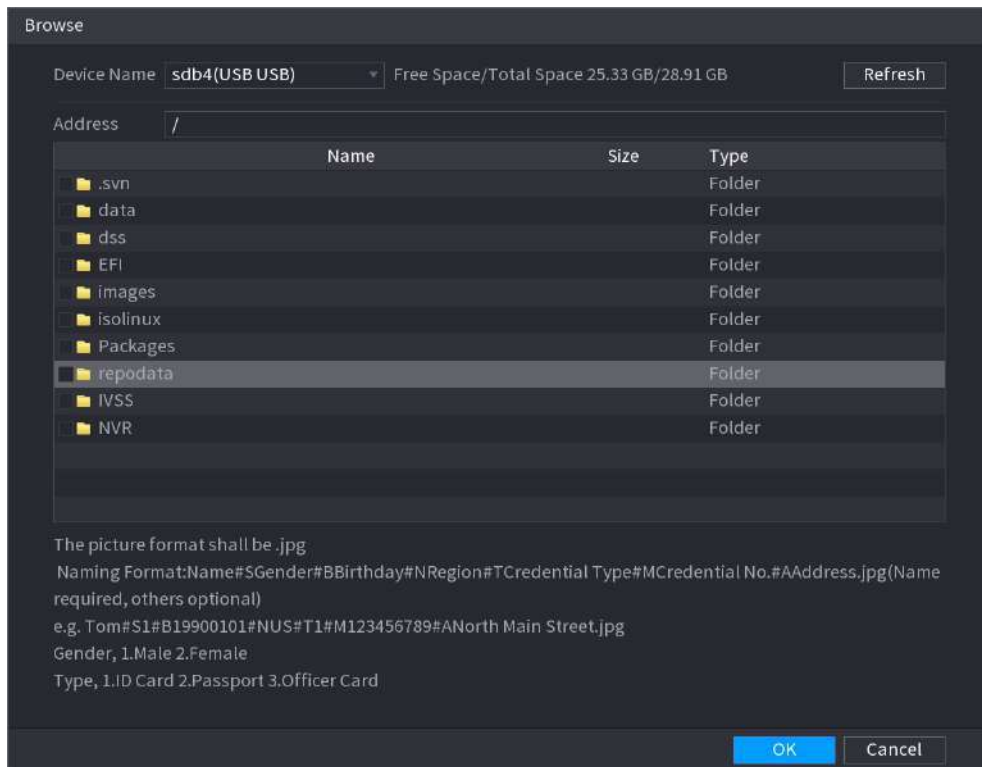 Browse
Device Name sdb4(USB USB) Free Space/Total Space 25.33 GB/28.91 GB Refresh
Address /
Name Size Type
.svn Folder
data Folder
dss Folder
EFI Folder
images Folder
isolinux Folder
Packages Folder
repodata Folder
IVSS Folder
NVR Folder
The picture format shall be .jpg
Naming Format:Name#SGender#BBirthday#NRegion#TCredential Type#MCredential No.#AAddress.jpg(Name
required, others optional)
e.g. Tom#S1#B19900101#NUS#T1#M123456789#ANorth Main Street.jpg
Gender, 1.Male 2.Female
Type, 1.ID Card 2.Passport 3.Officer Card
OK Cancel